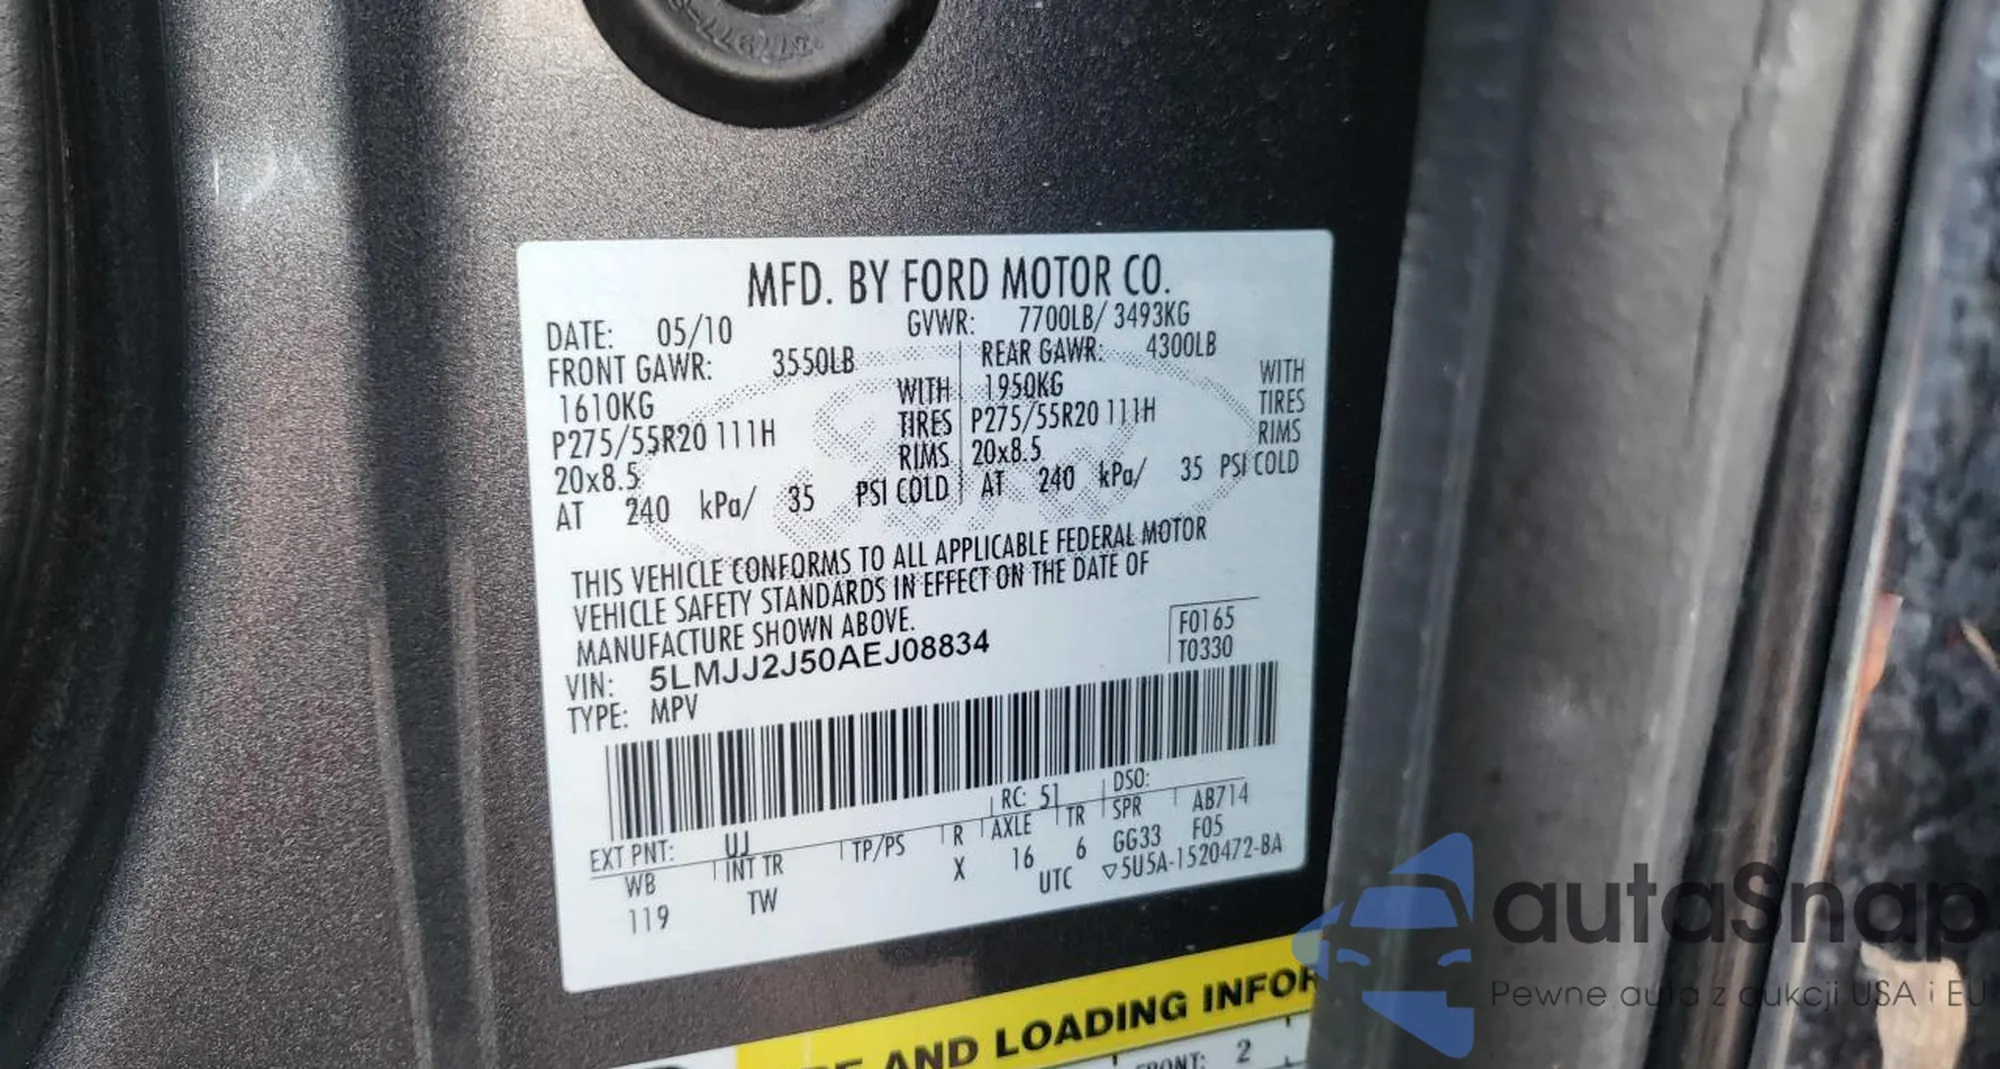 MFD. BY FORD MOTOR CO.
DATE: 05/10 GVWR: 7700LB/ 3493KG
FRONT GAWR: 3550LB REAR GAWR: 4300LB
1610KG WITH 1950KG WITH
P275/55R20 111H TIRES P275/55R20 111H TIRES
20x8.5 RIMS 20x8.5 RIMS
AT 240 kPa/ 35 PSI COLD AT 240 kPa/ 35 PSI COLD
THIS VEHICLE CONFORMS TO ALL APPLICABLE FEDERAL MOTOR
VEHICLE SAFETY STANDARDS IN EFFECT ON THE DATE OF
MANUFACTURE SHOWN ABOVE.
F0165
VIN: 5LMJJ2J50AEJ08834
T0330
TYPE: MPV
EXT PNT: UJ RC: 51 DSO:
WB INT TR TP/PS R AXLE TR SPR AB714
119 TW X 16 6 GG33 F05
UTC ▽5U5A-1520472-BA
AND LOADING INFOR
FRONT: 2
autaSnap
Pewne auta z aukcji USA i EU